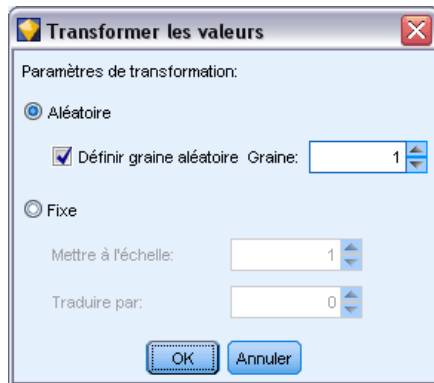 Transformer les valeurs
Paramètres de transformation:
Aléatoire
Définir graine aléatoire Graine: 1
Fixe
Mettre à l'échelle: 1
Traduire par: 0
OK Annuler